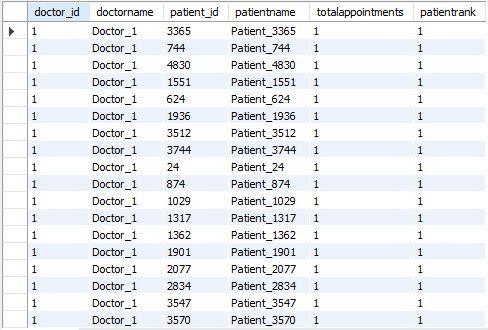 doctor_id doctorname patient_id patientname totalappointments patientrank
1 Doctor_1 3365 Patient_3365 1 1
1 Doctor_1 744 Patient_744 1 1
1 Doctor_1 4830 Patient_4830 1 1
1 Doctor_1 1551 Patient_1551 1 1
1 Doctor_1 624 Patient_624 1 1
1 Doctor_1 1936 Patient_1936 1 1
1 Doctor_1 3512 Patient_3512 1 1
1 Doctor_1 3744 Patient_3744 1 1
1 Doctor_1 24 Patient_24 1 1
1 Doctor_1 874 Patient_874 1 1
1 Doctor_1 1029 Patient_1029 1 1
1 Doctor_1 1317 Patient_1317 1 1
1 Doctor_1 1362 Patient_1362 1 1
1 Doctor_1 1901 Patient_1901 1 1
1 Doctor_1 2077 Patient_2077 1 1
1 Doctor_1 2834 Patient_2834 1 1
1 Doctor_1 3547 Patient_3547 1 1
1 Doctor_1 3570 Patient_3570 1 1